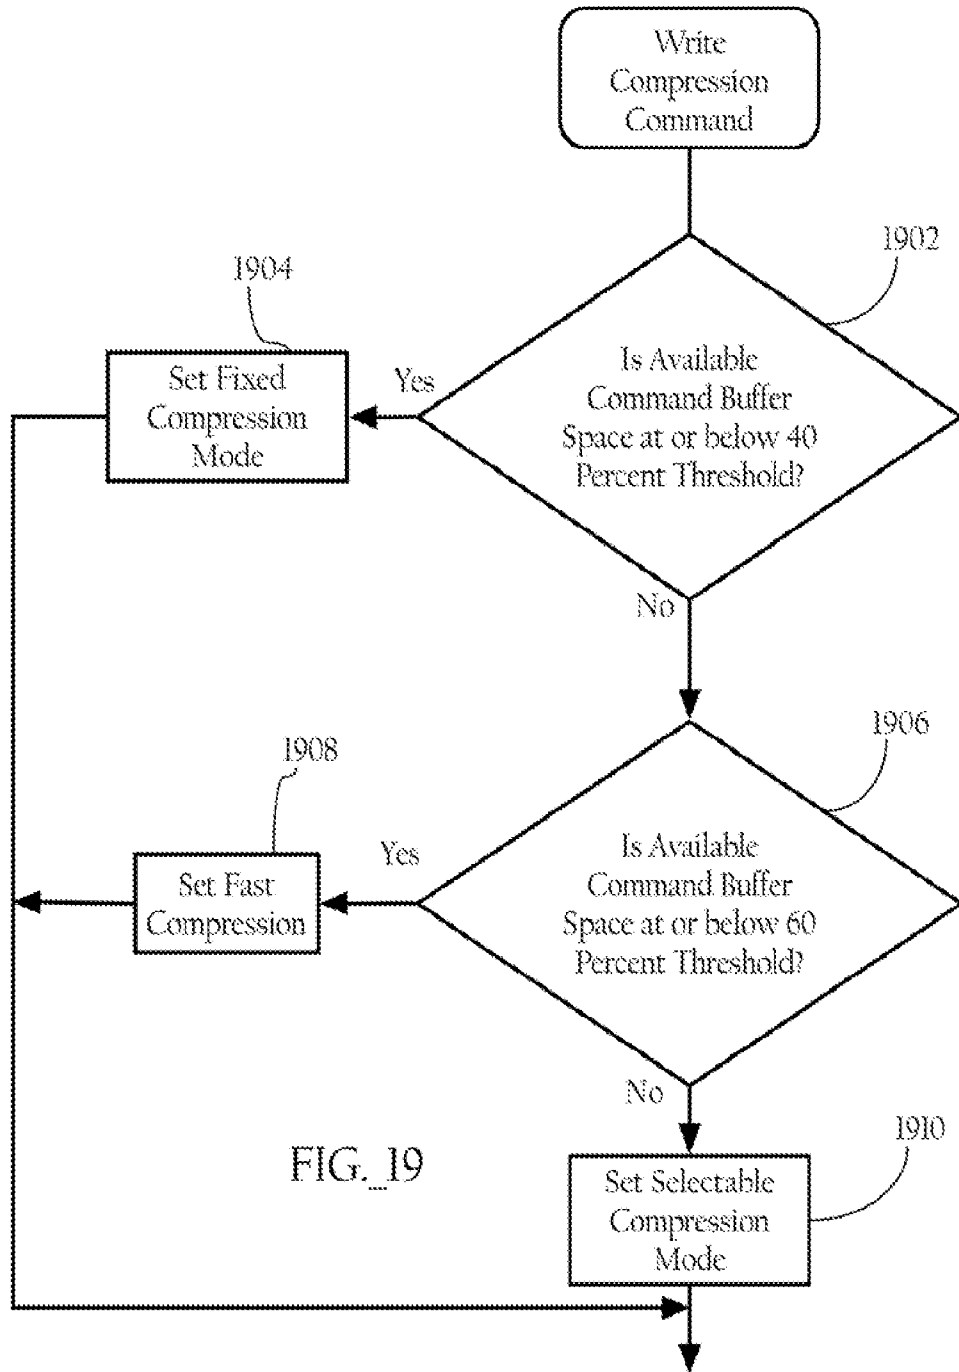 Write
Compression
Command
1902
1904
Is Available
Command Buffer
Space at or below 40
Percent Threshold?
Yes
Set Fixed
Compression
Mode
No
1906
1908
Is Available
Command Buffer
Space at or below 60
Percent Threshold?
Yes
Set Fast
Compression
No
1910
Set Selectable
Compression
Mode
FIG._19